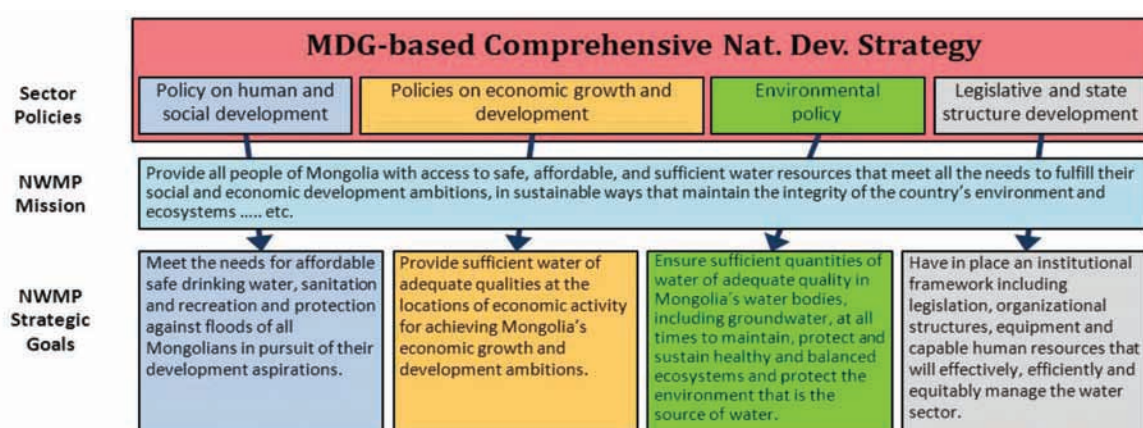 MDG-based Comprehensive Nat. Dev. Strategy
Sector
Policies
Policy on human and
social development
Policies on economic growth and
development
Environmental
policy
Legislative and state
structure development
NWMP
Mission
Provide all people of Mongolia with access to safe, affordable, and sufficient water resources that meet all the needs to fulfill their
social and economic development ambitions, in sustainable ways that maintain the integrity of the country's environment and
ecosystems ..... etc.
NWMP
Strategic
Goals
Meet the needs for affordable
safe drinking water, sanitation
and recreation and protection
against floods of all
Mongolians in pursuit of their
development aspirations.
Provide sufficient water of
adequate qualities at the
locations of economic activity
for achieving Mongolia's
economic growth and
development ambitions.
Ensure sufficient quantities of
water of adequate quality in
Mongolia's water bodies,
including groundwater, at all
times to maintain, protect and
sustain healthy and balanced
ecosystems and protect the
environment that is the
source of water.
Have in place an institutional
framework including
legislation, organizational
structures, equipment and
capable human resources that
will effectively, efficiently and
equitably manage the water
sector.